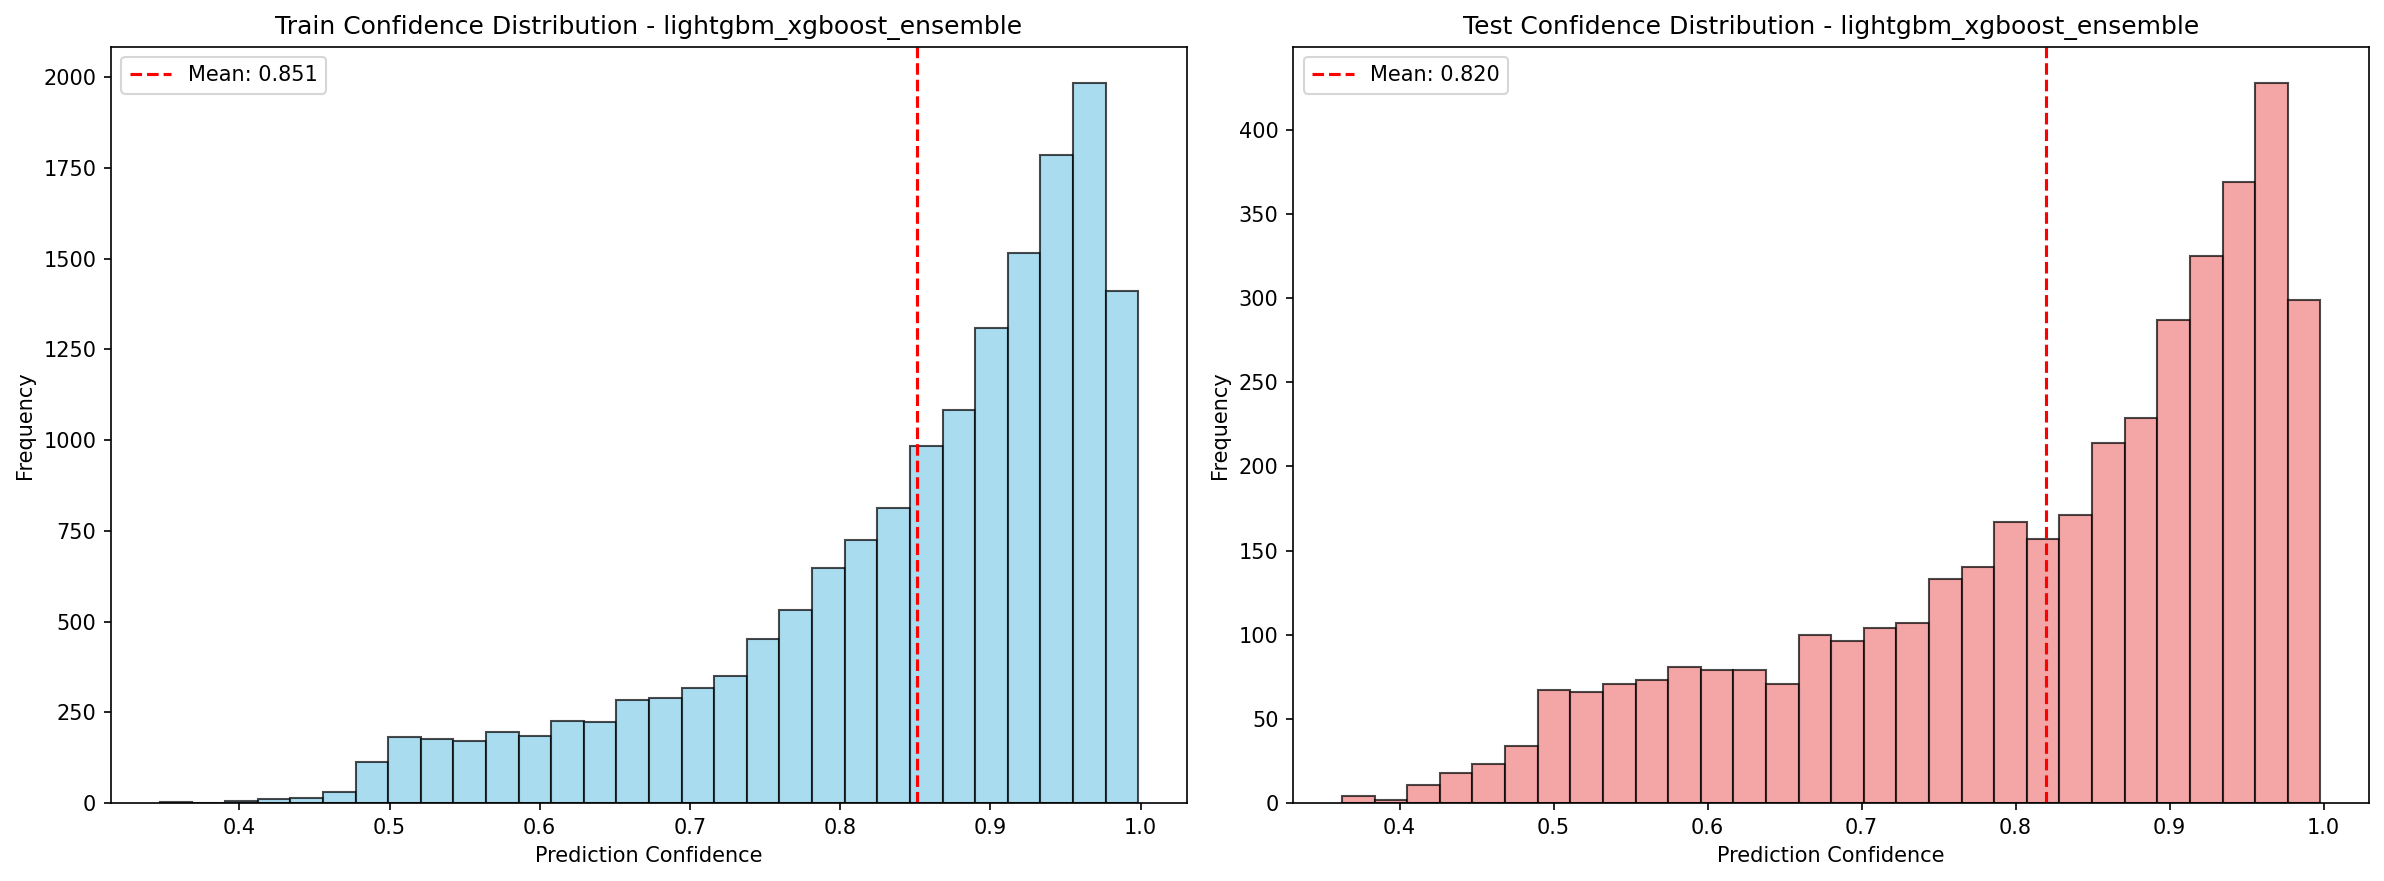 Train Confidence Distribution - lightgbm_xgboost_ensemble
Mean: 0.851
2000
1750
1500
1250
1000
750
500
250
0
Frequency
0.4 0.5 0.6 0.7 0.8 0.9 1.0
Prediction Confidence
Test Confidence Distribution - lightgbm_xgboost_ensemble
Mean: 0.820
400
350
300
250
200
150
100
50
0
Frequency
0.4 0.5 0.6 0.7 0.8 0.9 1.0
Prediction Confidence